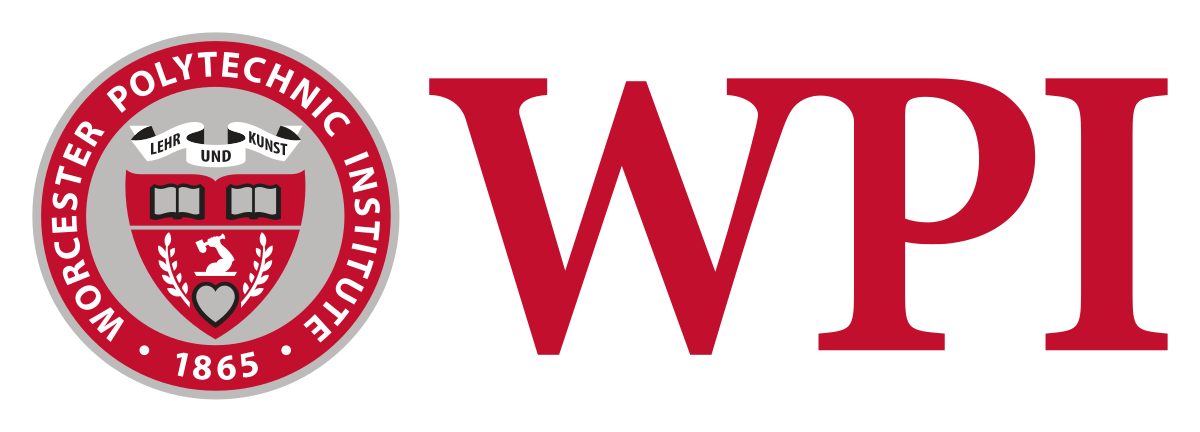 WORCESTER POLYTECHNIC INSTITUTE
LEHR
UND
KUNST
• 1865 •
WPI